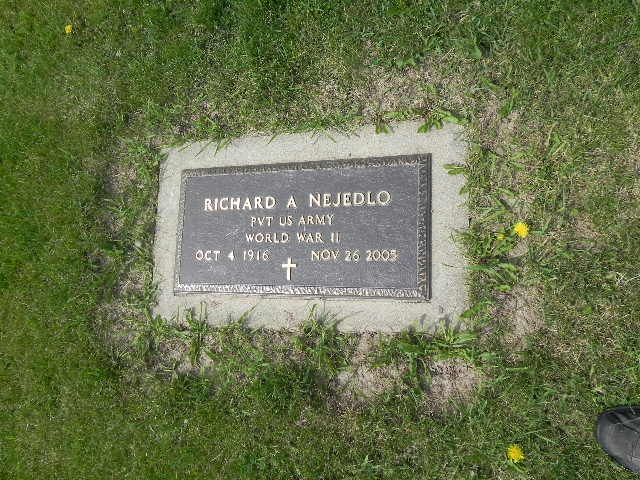 RICHARD A NEJEDLO
PVT US ARMY
WORLD WAR II
OCT 4 1916 NOV 26 2005